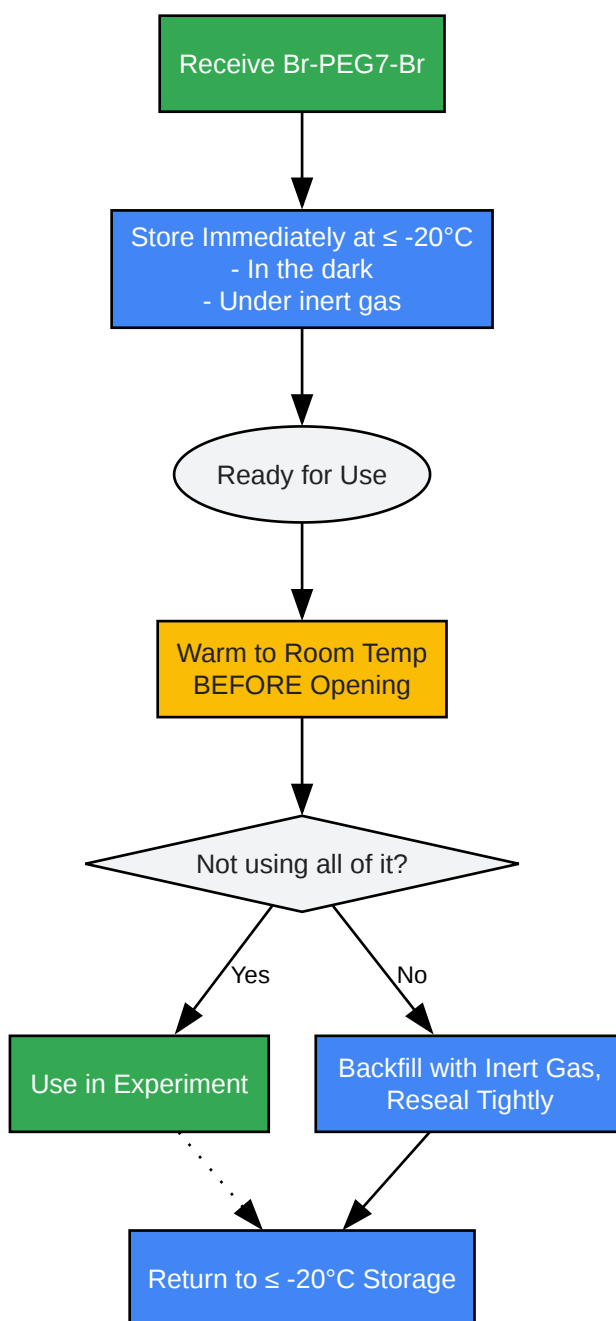 Receive Br-PEG7-Br
Store Immediately at ≤ -20°C
- In the dark
- Under inert gas
Ready for Use
Warm to Room Temp
BEFORE Opening
Not using all of it?
Yes
No
Use in Experiment
Backfill with Inert Gas,
Reseal Tightly
Return to ≤ -20°C Storage